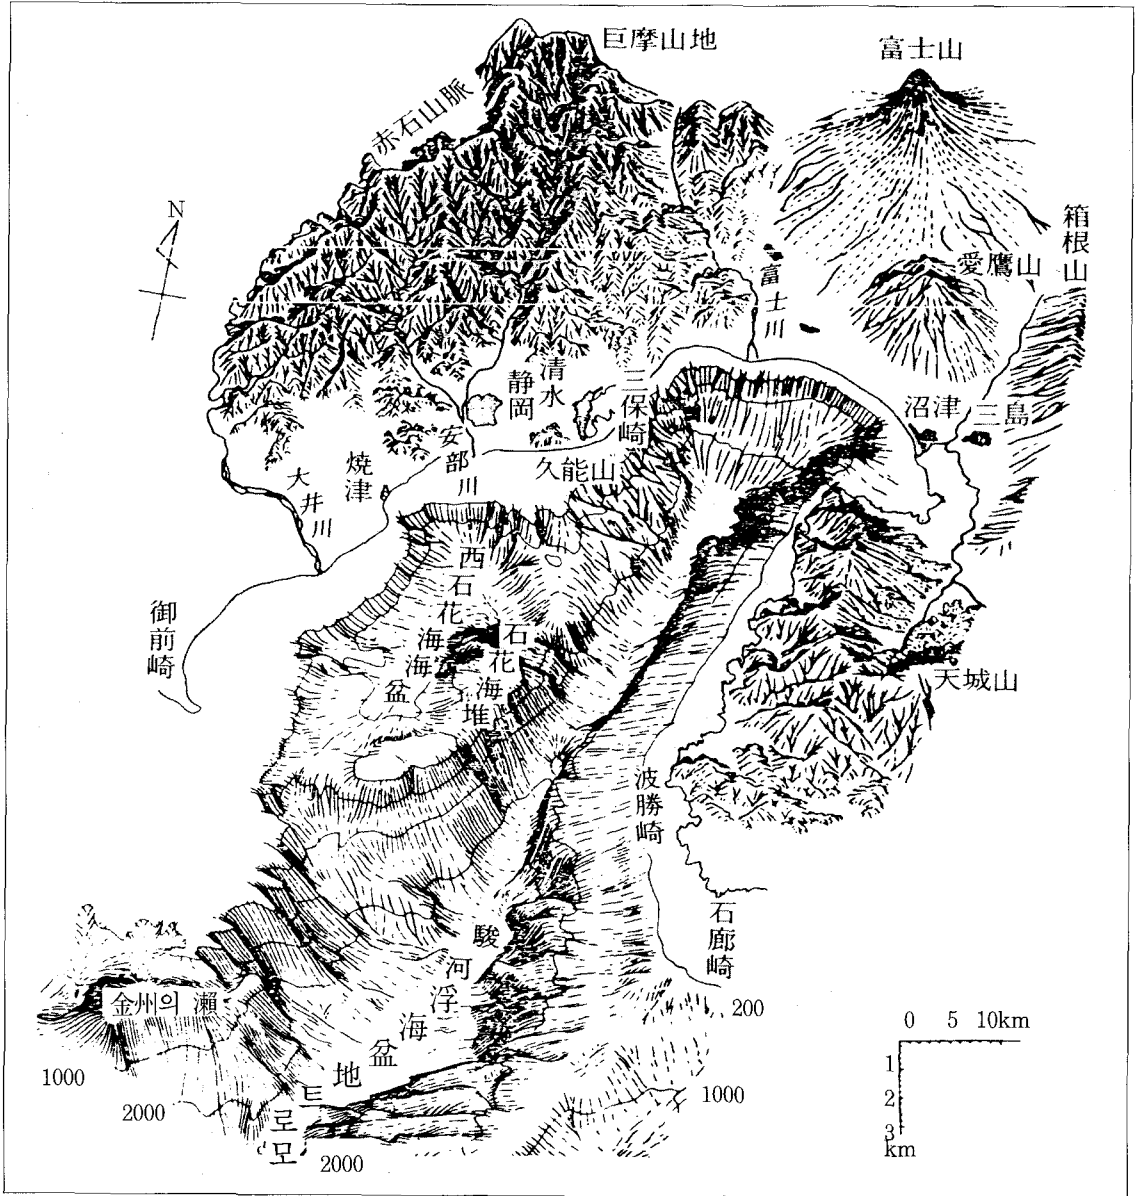 巨摩山地
富士山
赤石山脈
N
箱根山
愛鷹山
富士川
清水
静岡
三保崎
沼津
三島
安部川
久能山
焼津
大井川
西石花海海盆
石花海堆
御前崎
天城山
波勝崎
石廊崎
駿河浮海盆
金州의 瀬
200
0 5 10km
1
2
3
km
1000
2000
地
트로모
2000
1000